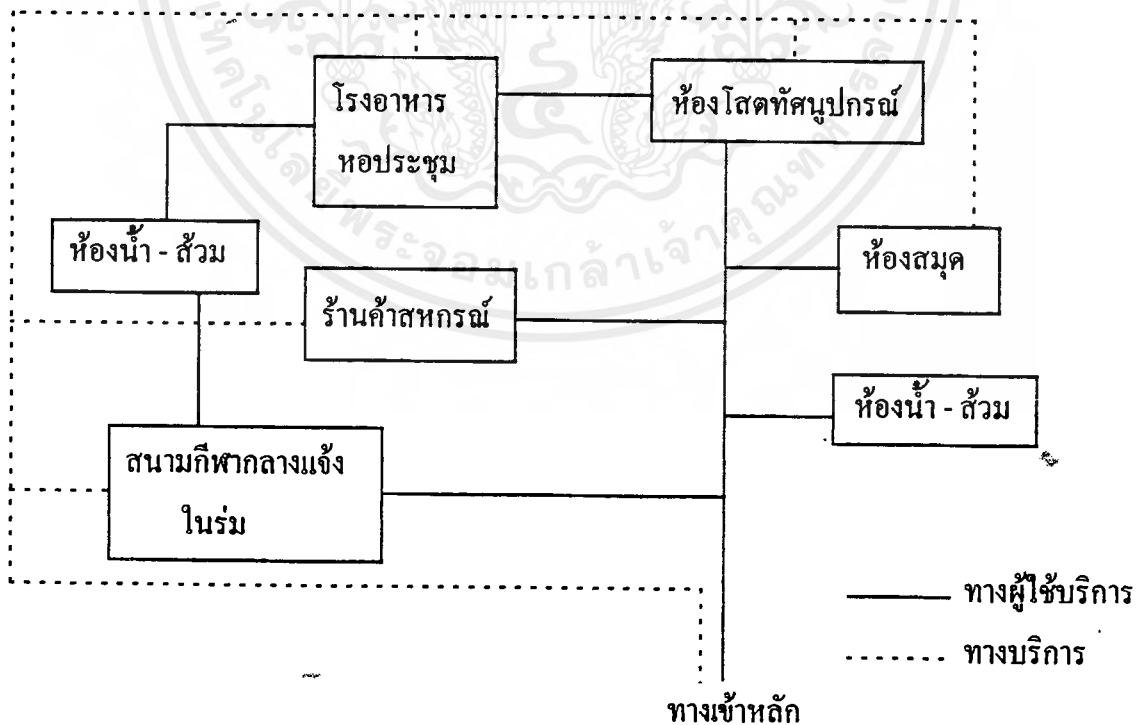 โรงอาหาร
หอประชุม
ห้องโสตทัศนูปกรณ์
ห้องน้ำ - ส้วม
ห้องสมุด
ร้านค้าสหกรณ์
ห้องน้ำ - ส้วม
สนามกีฬากลางแจ้ง
ในร่ม
ทางผู้ใช้บริการ
ทางบริการ
ทางเข้าหลัก